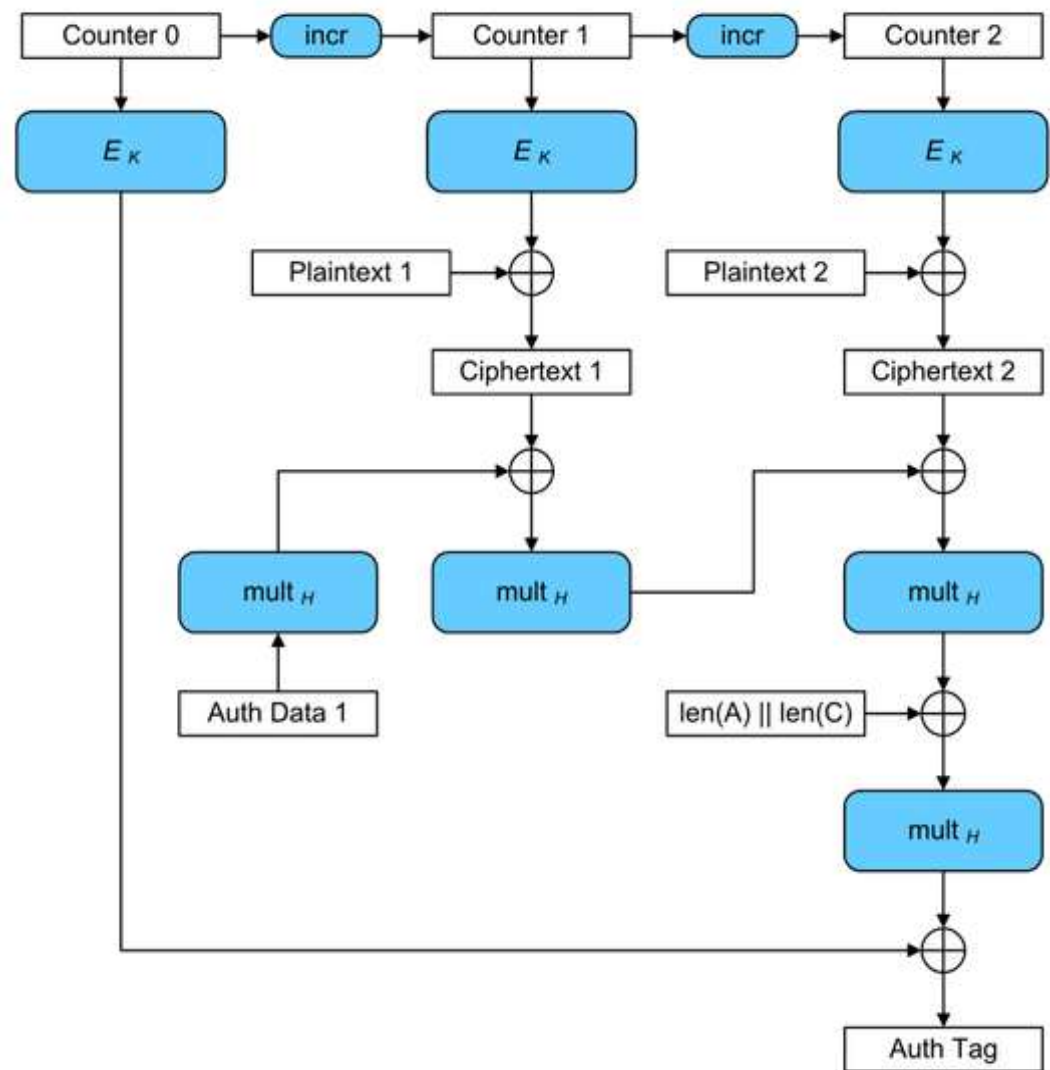 Counter 0
incr
Counter 1
incr
Counter 2
E K
E K
E K
Plaintext 1
Plaintext 2
Ciphertext 1
Ciphertext 2
mult H
mult H
mult H
Auth Data 1
len(A) || len(C)
mult H
Auth Tag